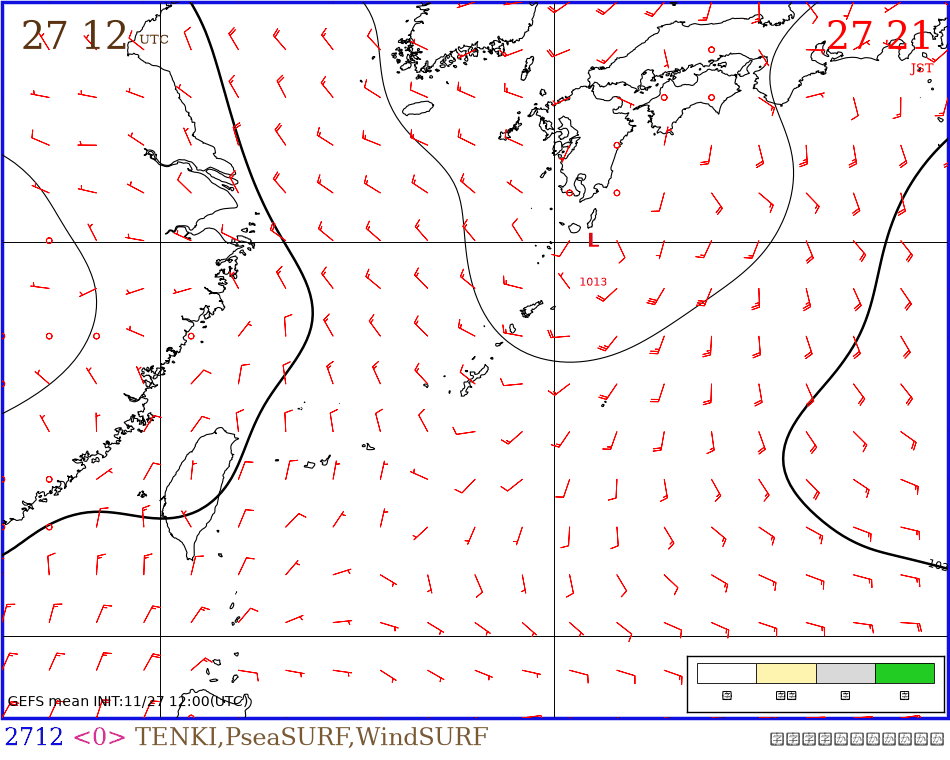 27 12 UTC
27 21
JST
L
1013
GEFS mean INIT:11/27 12:00(UTC)
2712 <0> TENKI,PseaSURF,WindSURF